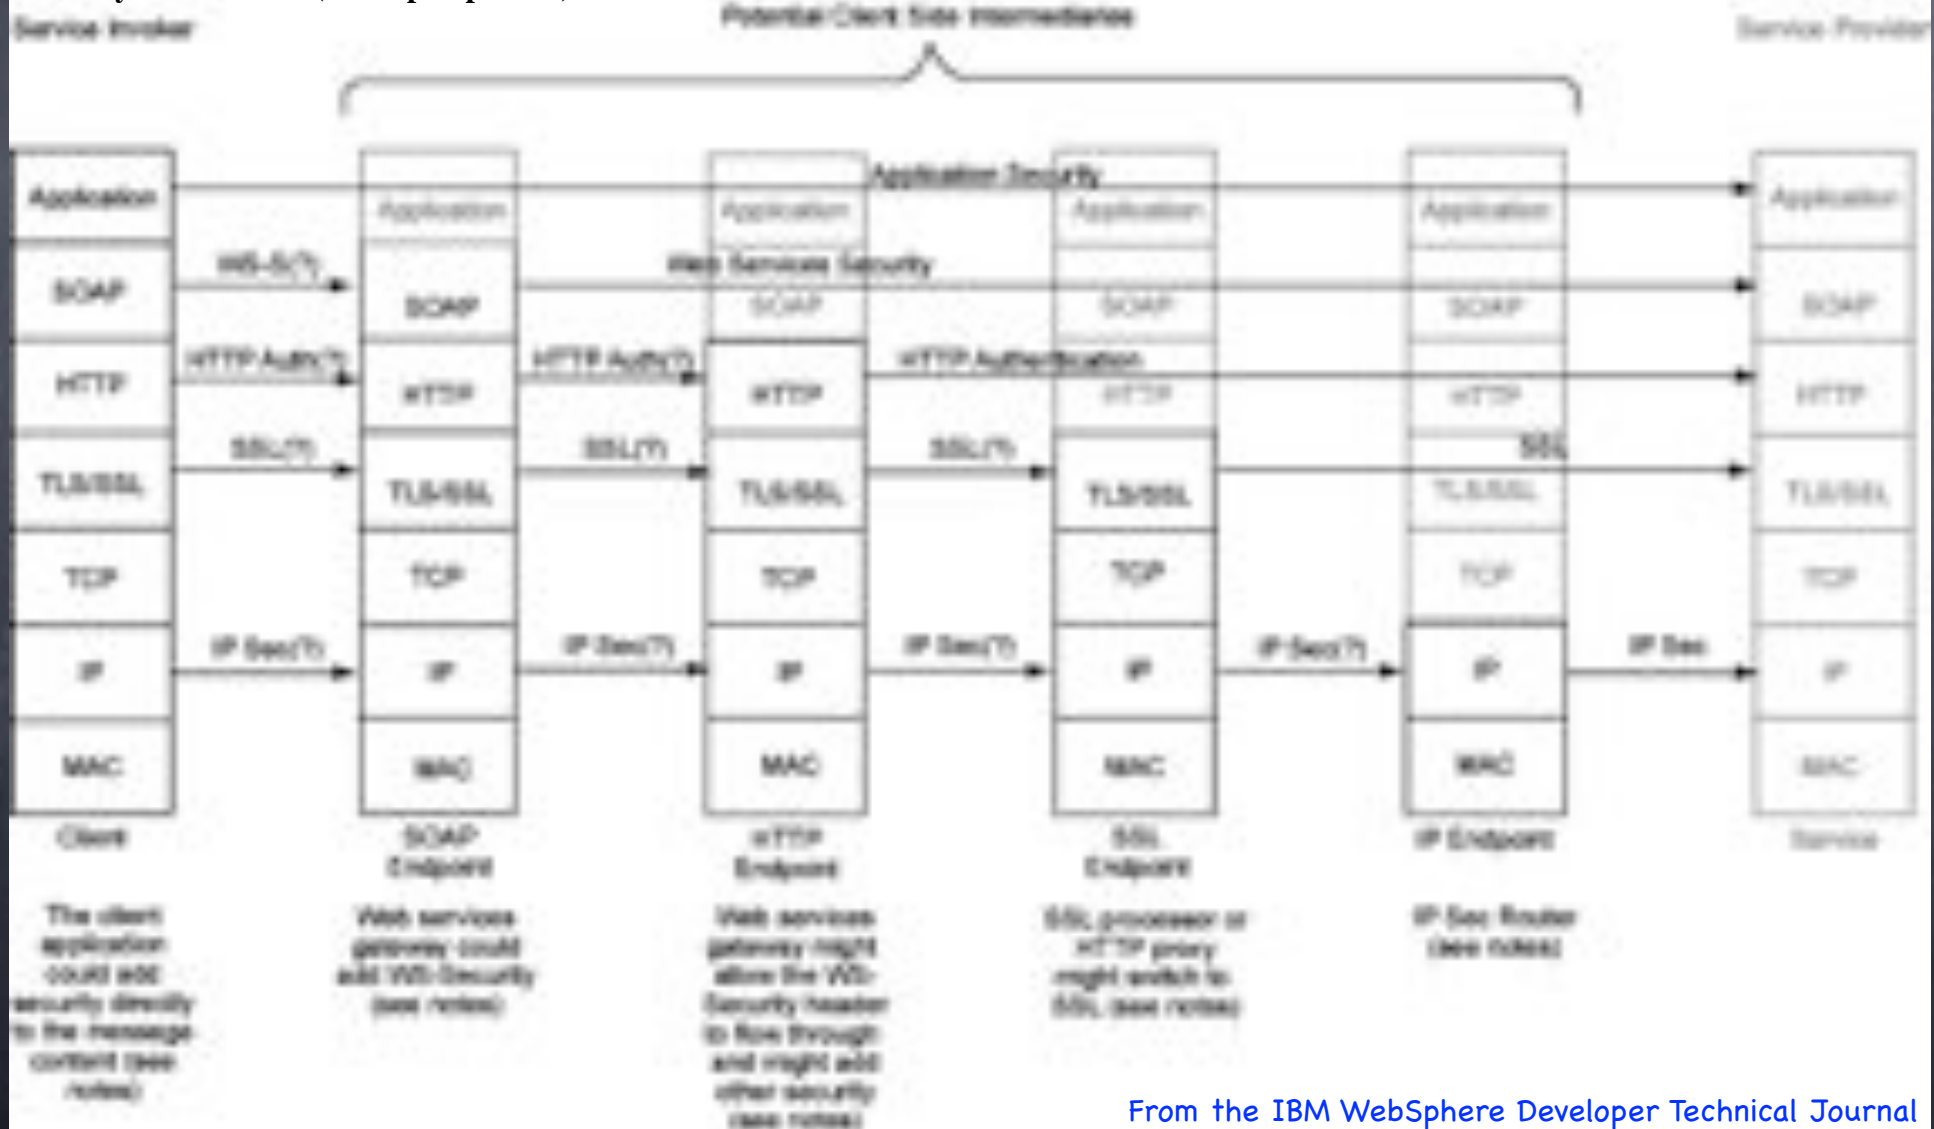 Service Invoker
Potential Client Side Intermediaries
Service Provider
Application
Application
Application
Application Security
Application
Application
Application
SOAP
WS-S(?)
SOAP
Web Services Security
SOAP
SOAP
SOAP
SOAP
HTTP
HTTP Auth(?)
HTTP
HTTP Auth(?)
HTTP
HTTP Authentication
HTTP
HTTP
HTTP
TLS/SSL
SSL(?)
TLS/SSL
SSL(?)
TLS/SSL
SSL(?)
TLS/SSL
SSL
TLS/SSL
TLS/SSL
TCP
TCP
TCP
TCP
TCP
TCP
IP
IP Sec(?)
IP
IP Sec(?)
IP
IP Sec(?)
IP
IP Sec(?)
IP
IP Sec
IP
MAC
MAC
MAC
MAC
MAC
MAC
Client
The client
application
could add
security directly
to the message
content (see
notes)
SOAP
Endpoint
Web services
gateway could
add WS-Security
(see notes)
HTTP
Endpoint
Web services
gateway might
allow the WS-
Security header
to flow through
and might add
other security
(see notes)
SSL
Endpoint
SSL processor or
HTTP proxy
might switch to
SSL (see notes)
IP Endpoint
IP Sec Router
(see notes)
Service
From the IBM WebSphere Developer Technical Journal